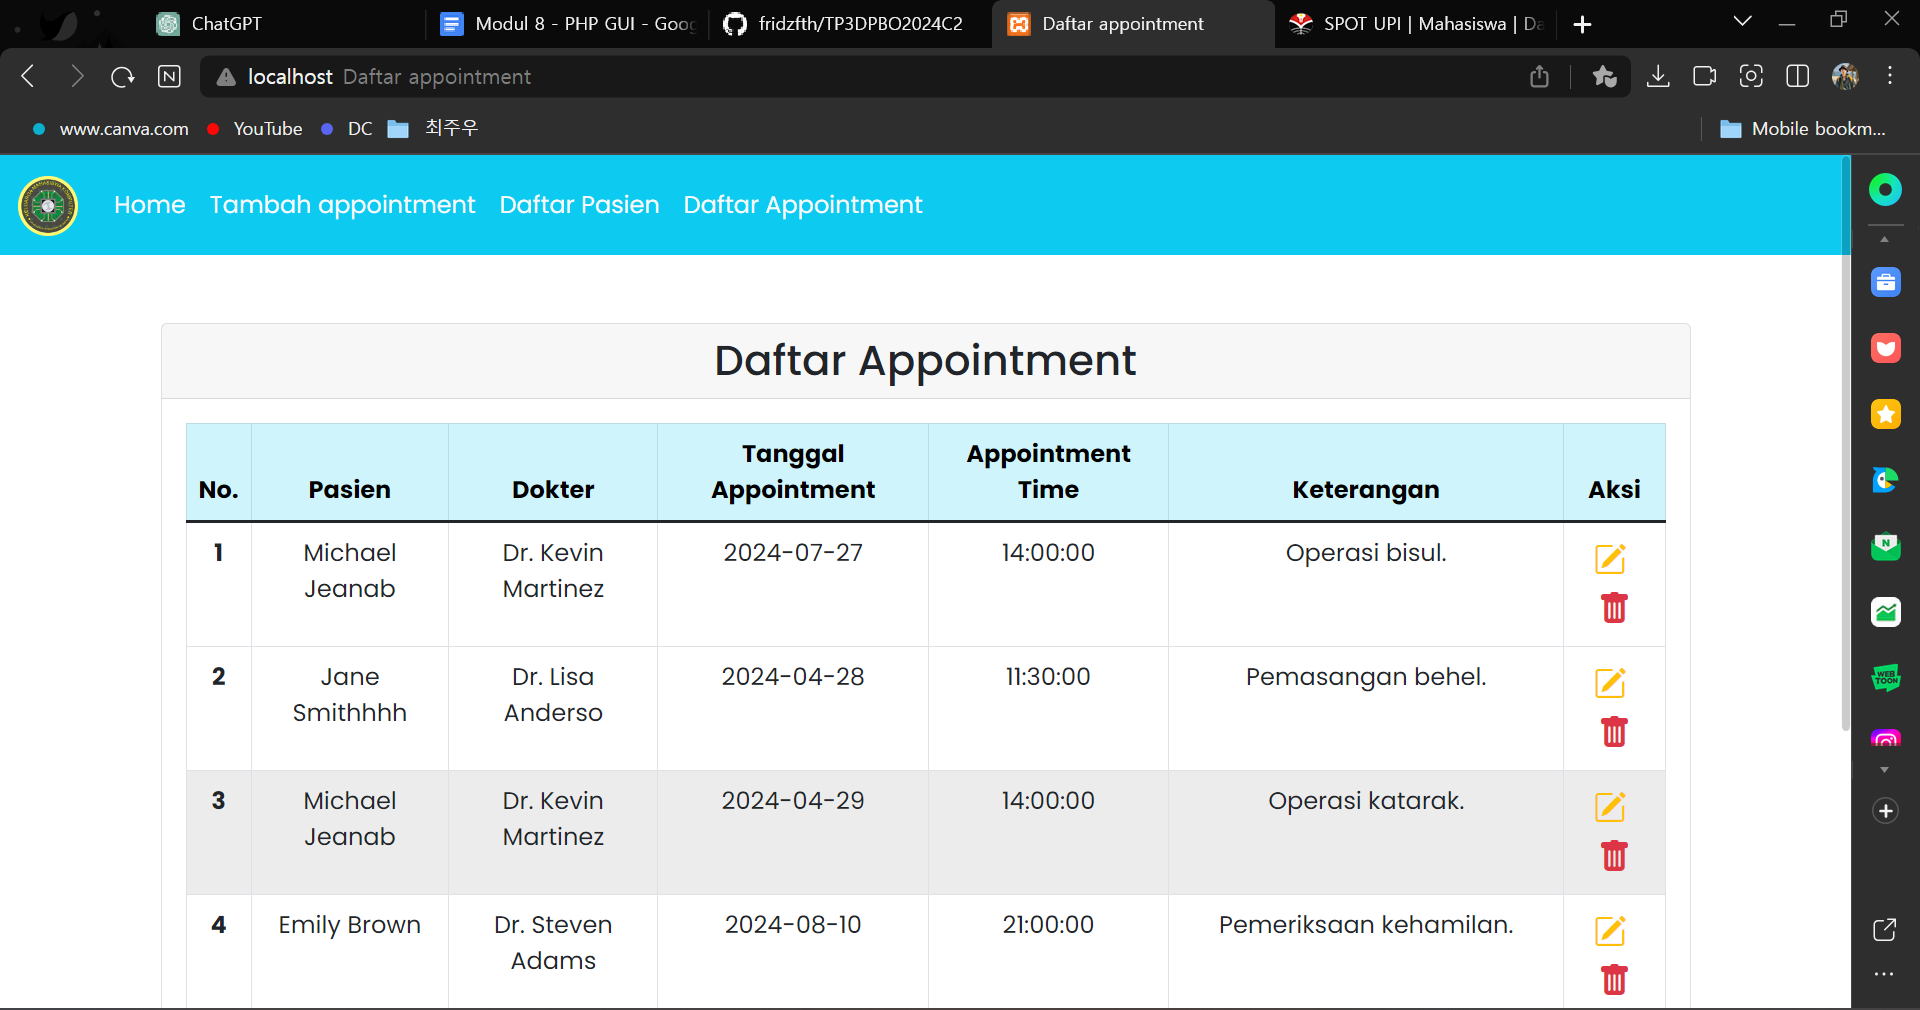 ChatGPT
Modul 8 - PHP GUI - Goog
fridzfth/TP3DPBO2024C2
Daftar appointment
SPOT UPI | Mahasiswa | Da
localhost Daftar appointment
www.canva.com
YouTube
DC
최주우
Mobile bookm...
Home
Tambah appointment
Daftar Pasien
Daftar Appointment
Daftar Appointment
No. Pasien Dokter Tanggal Appointment Appointment Time Keterangan Aksi
1 Michael Jeanab Dr. Kevin Martinez 2024-07-27 14:00:00 Operasi bisul.
2 Jane Smithhhh Dr. Lisa Anderso 2024-04-28 11:30:00 Pemasangan behel.
3 Michael Jeanab Dr. Kevin Martinez 2024-04-29 14:00:00 Operasi katarak.
4 Emily Brown Dr. Steven Adams 2024-08-10 21:00:00 Pemeriksaan kehamilan.
WEB
TOON